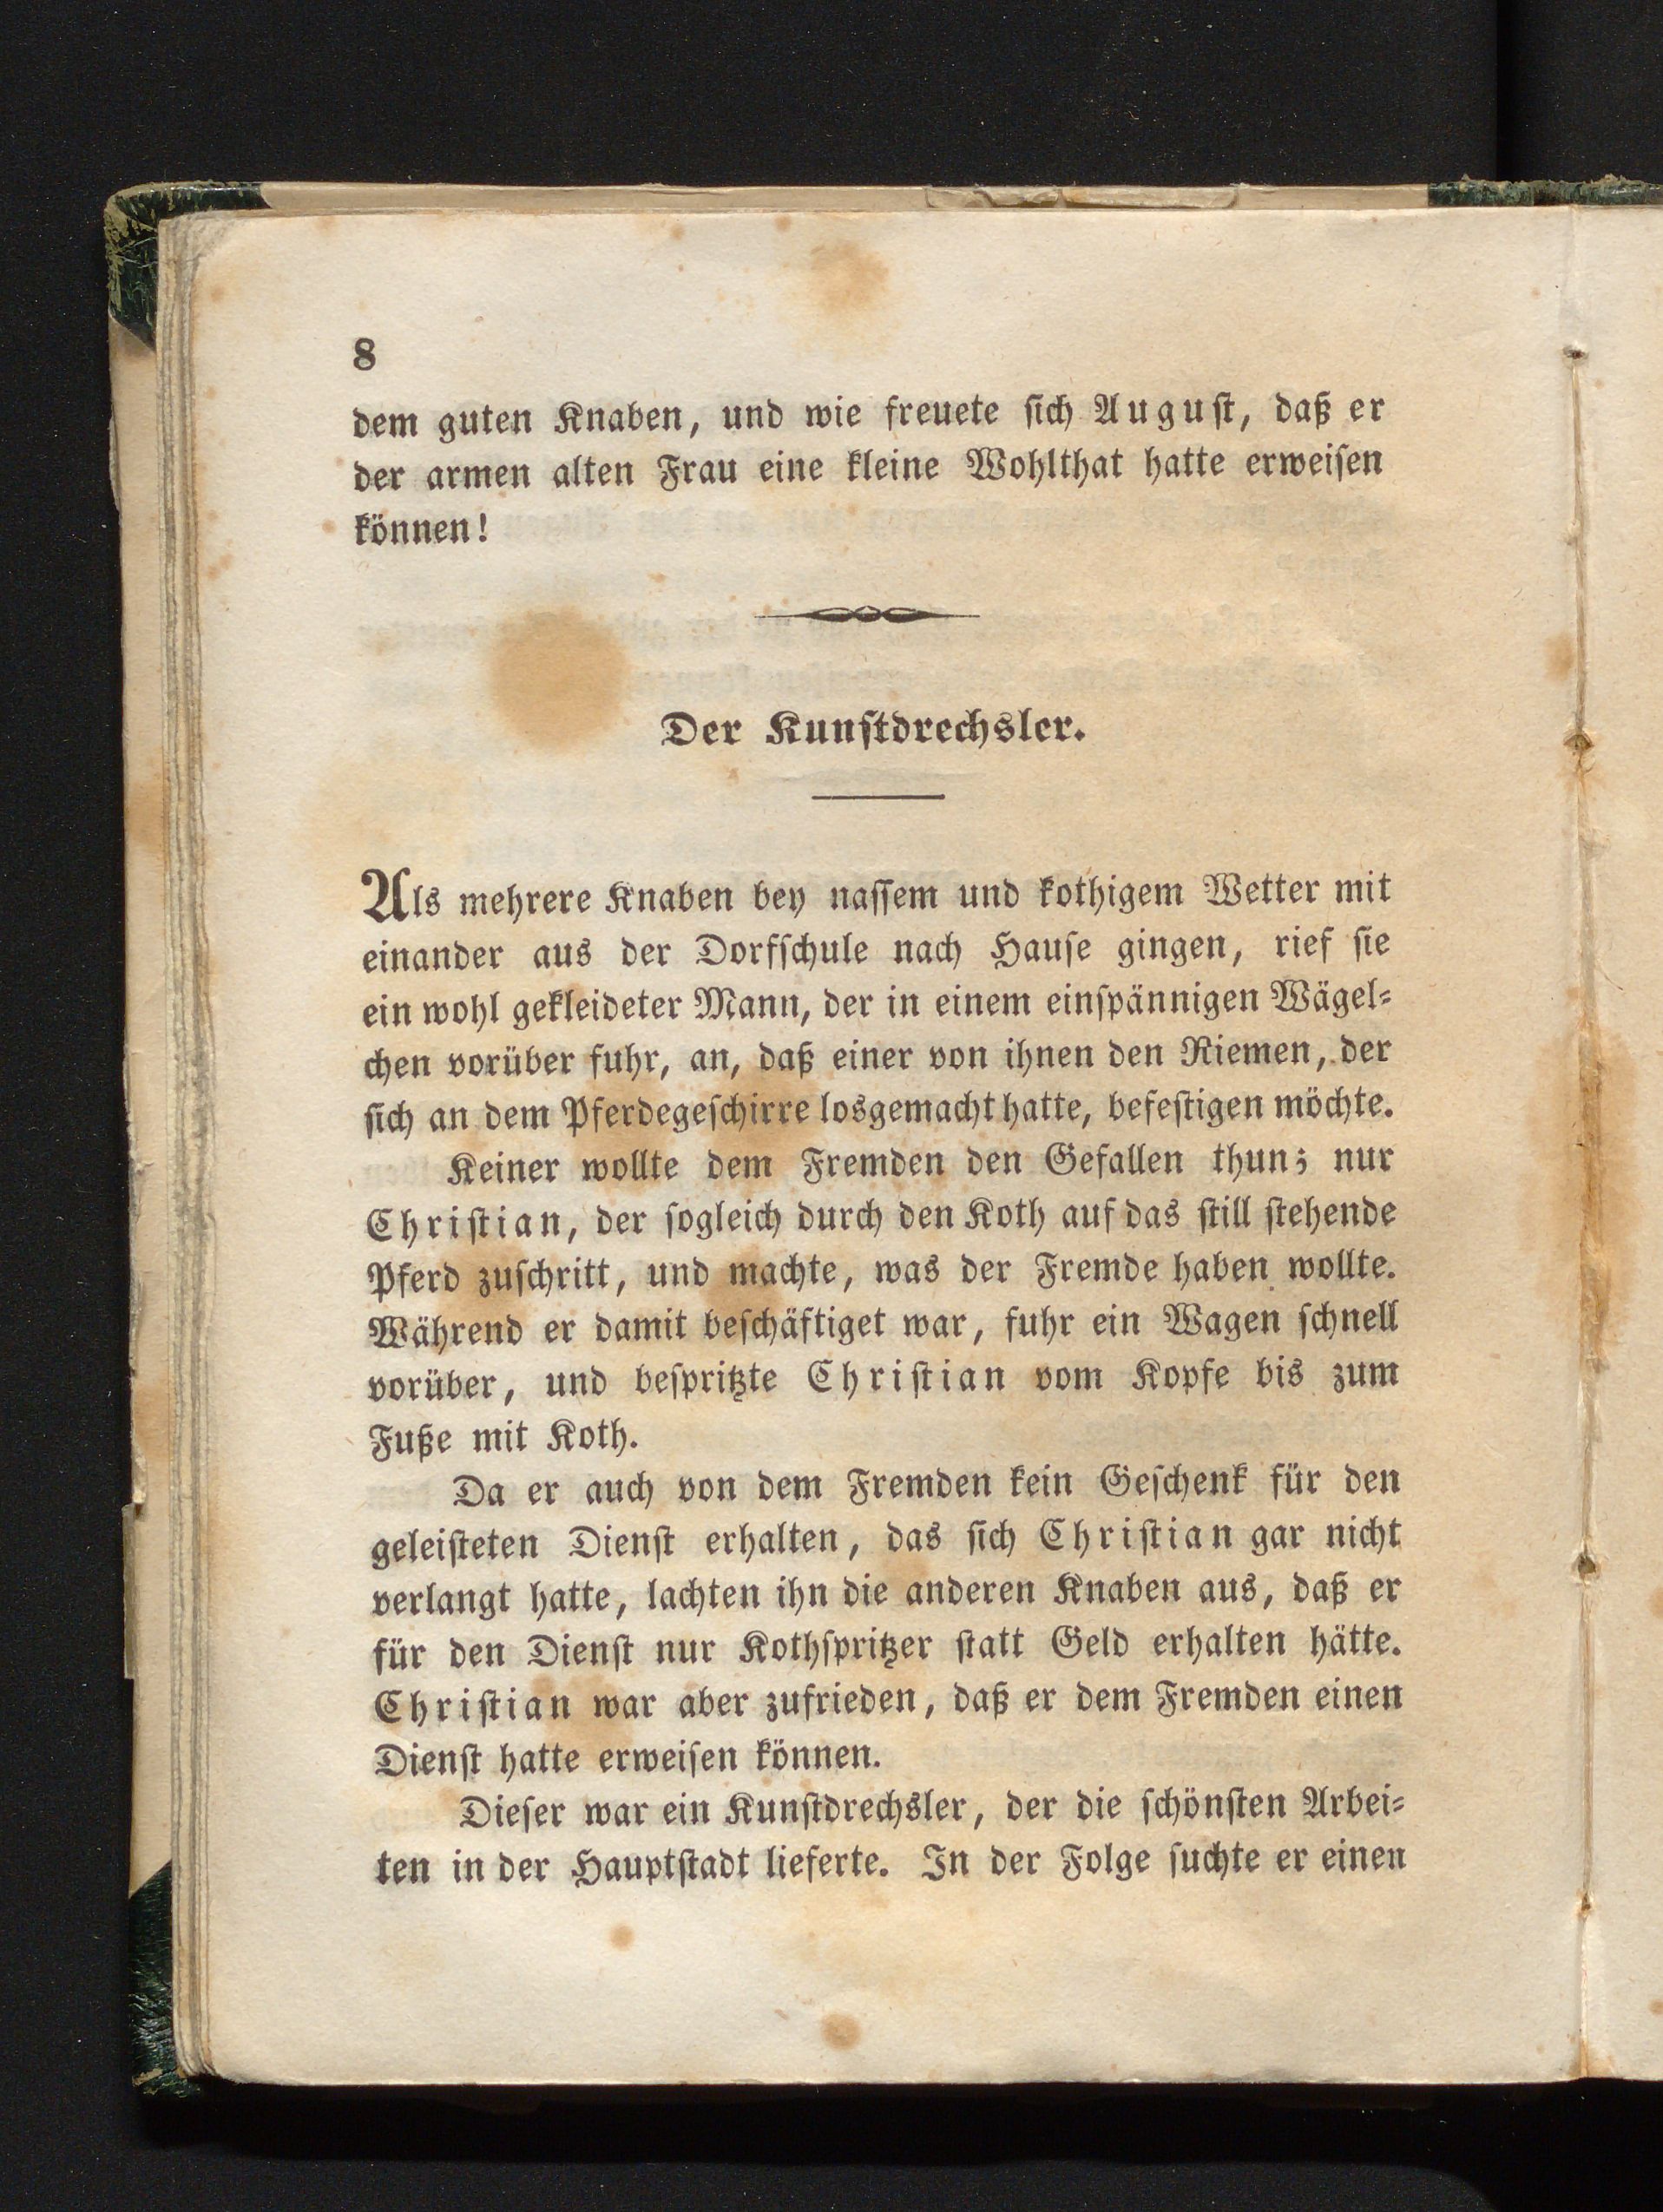 8
dem guten Knaben, und wie freuete ſich Auguſt, daß er
der armen alten Frau eine kleine Wohlthat hatte erweiſen
können!
Der Kunſtdrechsler.
Als mehrere Knaben bey naſſem und kothigem Wetter mit
einander aus der Dorfſchule nach Hauſe gingen, rief ſie
ein wohl gekleideter Mann, der in einem einſpännigen Wägel⸗
chen vorüber fuhr, an, daß einer von ihnen den Riemen, der
ſich an dem Pferdegeſchirre losgemacht hatte, befeſtigen möchte.
Keiner wollte dem Fremden den Gefallen thun; nur
Chriſtian, der ſogleich durch den Koth auf das ſtill ſtehende
Pferd zuſchritt, und machte, was der Fremde haben wollte.
Während er damit beſchäftiget war, fuhr ein Wagen ſchnell
vorüber, und beſpritzte Chriſtian vom Kopfe bis zum
Fuße mit Koth.
Da er auch von dem Fremden kein Geſchenk für den
geleiſteten Dienſt erhalten, das ſich Chriſtian gar nicht
verlangt hatte, lachten ihn die anderen Knaben aus, daß er
für den Dienſt nur Kothſpritzer ſtatt Geld erhalten hätte.
Chriſtian war aber zufrieden, daß er dem Fremden einen
Dienſt hatte erweiſen können.
Dieſer war ein Kunſtdrechsler, der die ſchönſten Arbei⸗
ten in der Hauptſtadt lieferte. In der Folge ſuchte er einen